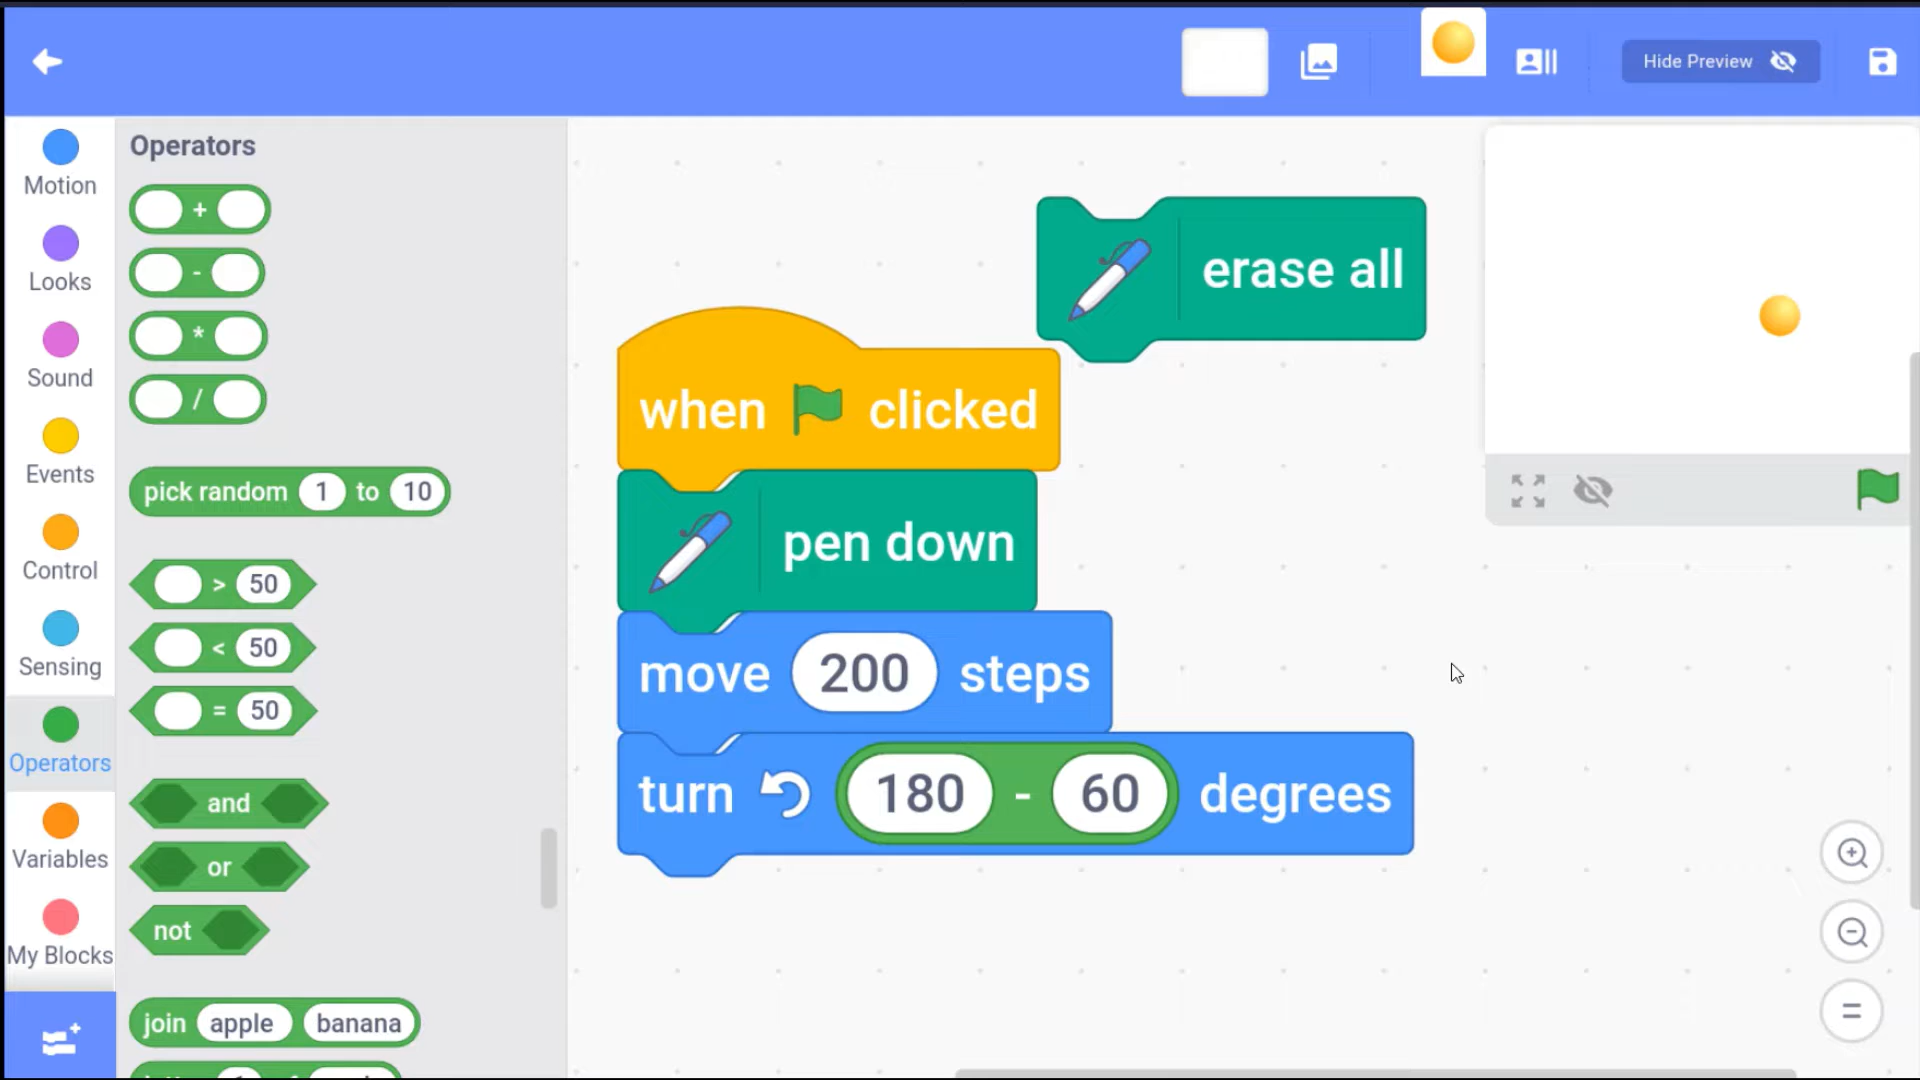 Hide Preview
Motion
Looks
Sound
Events
Control
Sensing
Operators
Variables
My Blocks
Operators
+
-
*
/
pick random 1 to 10
> 50
< 50
= 50
and
or
not
join apple banana
erase all
when clicked
pen down
move 200 steps
turn 180 - 60 degrees